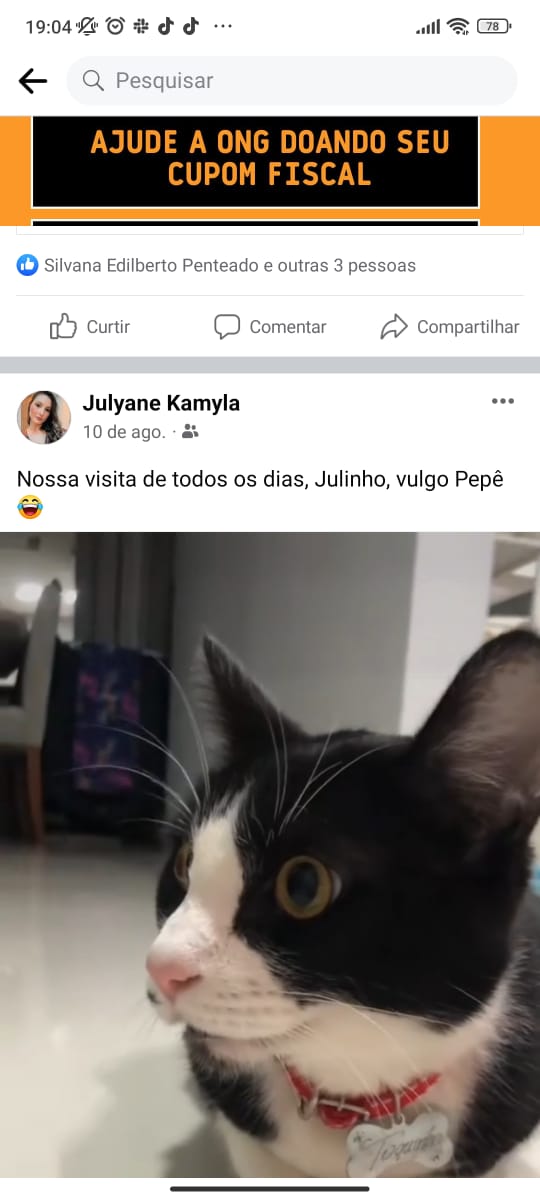 19:04
78
Pesquisar
AJUDE A ONG DOANDO SEU
CUPOM FISCAL
Silvana Edilberto Penteado e outras 3 pessoas
Curtir
Comentar
Compartilhar
Julyane Kamyla
10 de ago. ·
Nossa visita de todos os dias, Julinho, vulgo Pepê
😂